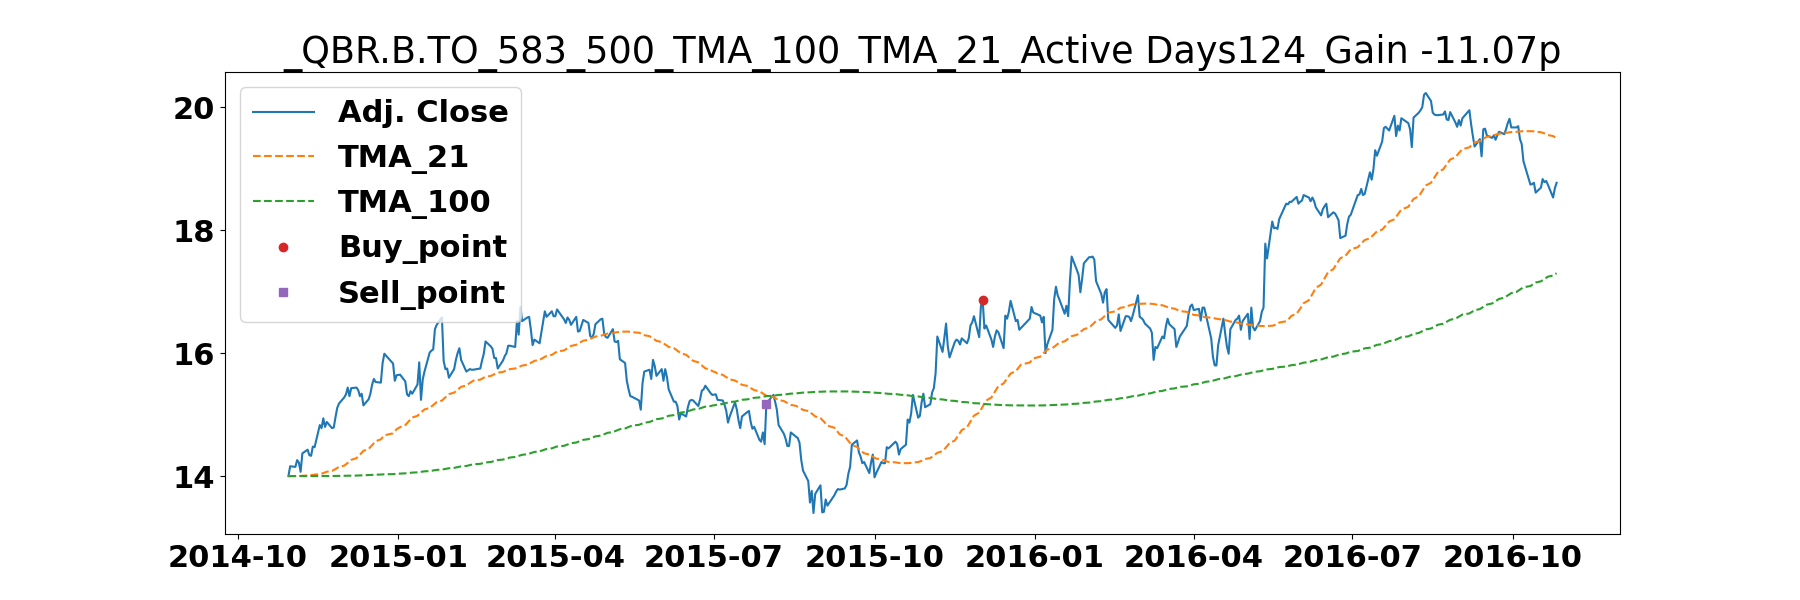 _QBR.B.TO_583_500_TMA_100_TMA_21_Active Days124_Gain -11.07p
Adj. Close
TMA_21
TMA_100
Buy_point
Sell_point
20
18
16
14
2014-10 2015-01 2015-04 2015-07 2015-10 2016-01 2016-04 2016-07 2016-10